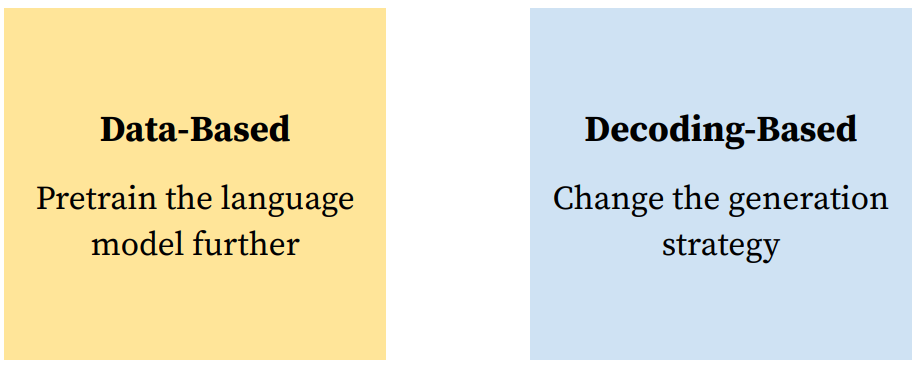 Data-Based
Pretrain the language
model further
Decoding-Based
Change the generation
strategy